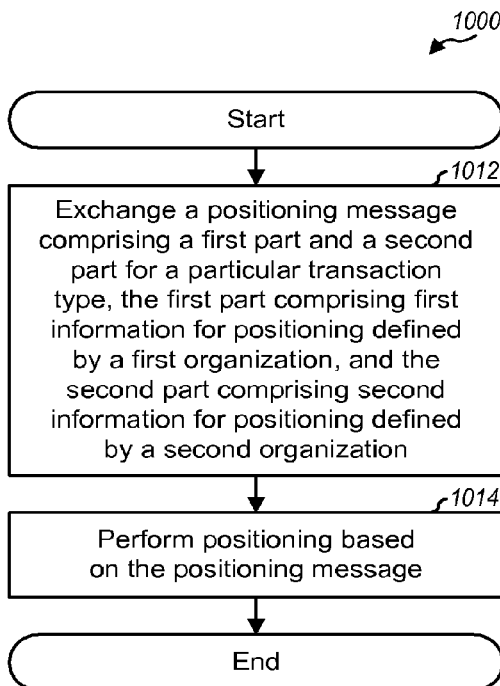 1000
Start
1012
Exchange a positioning message
comprising a first part and a second
part for a particular transaction
type, the first part comprising first
information for positioning defined
by a first organization, and the
second part comprising second
information for positioning defined
by a second organization
1014
Perform positioning based
on the positioning message
End